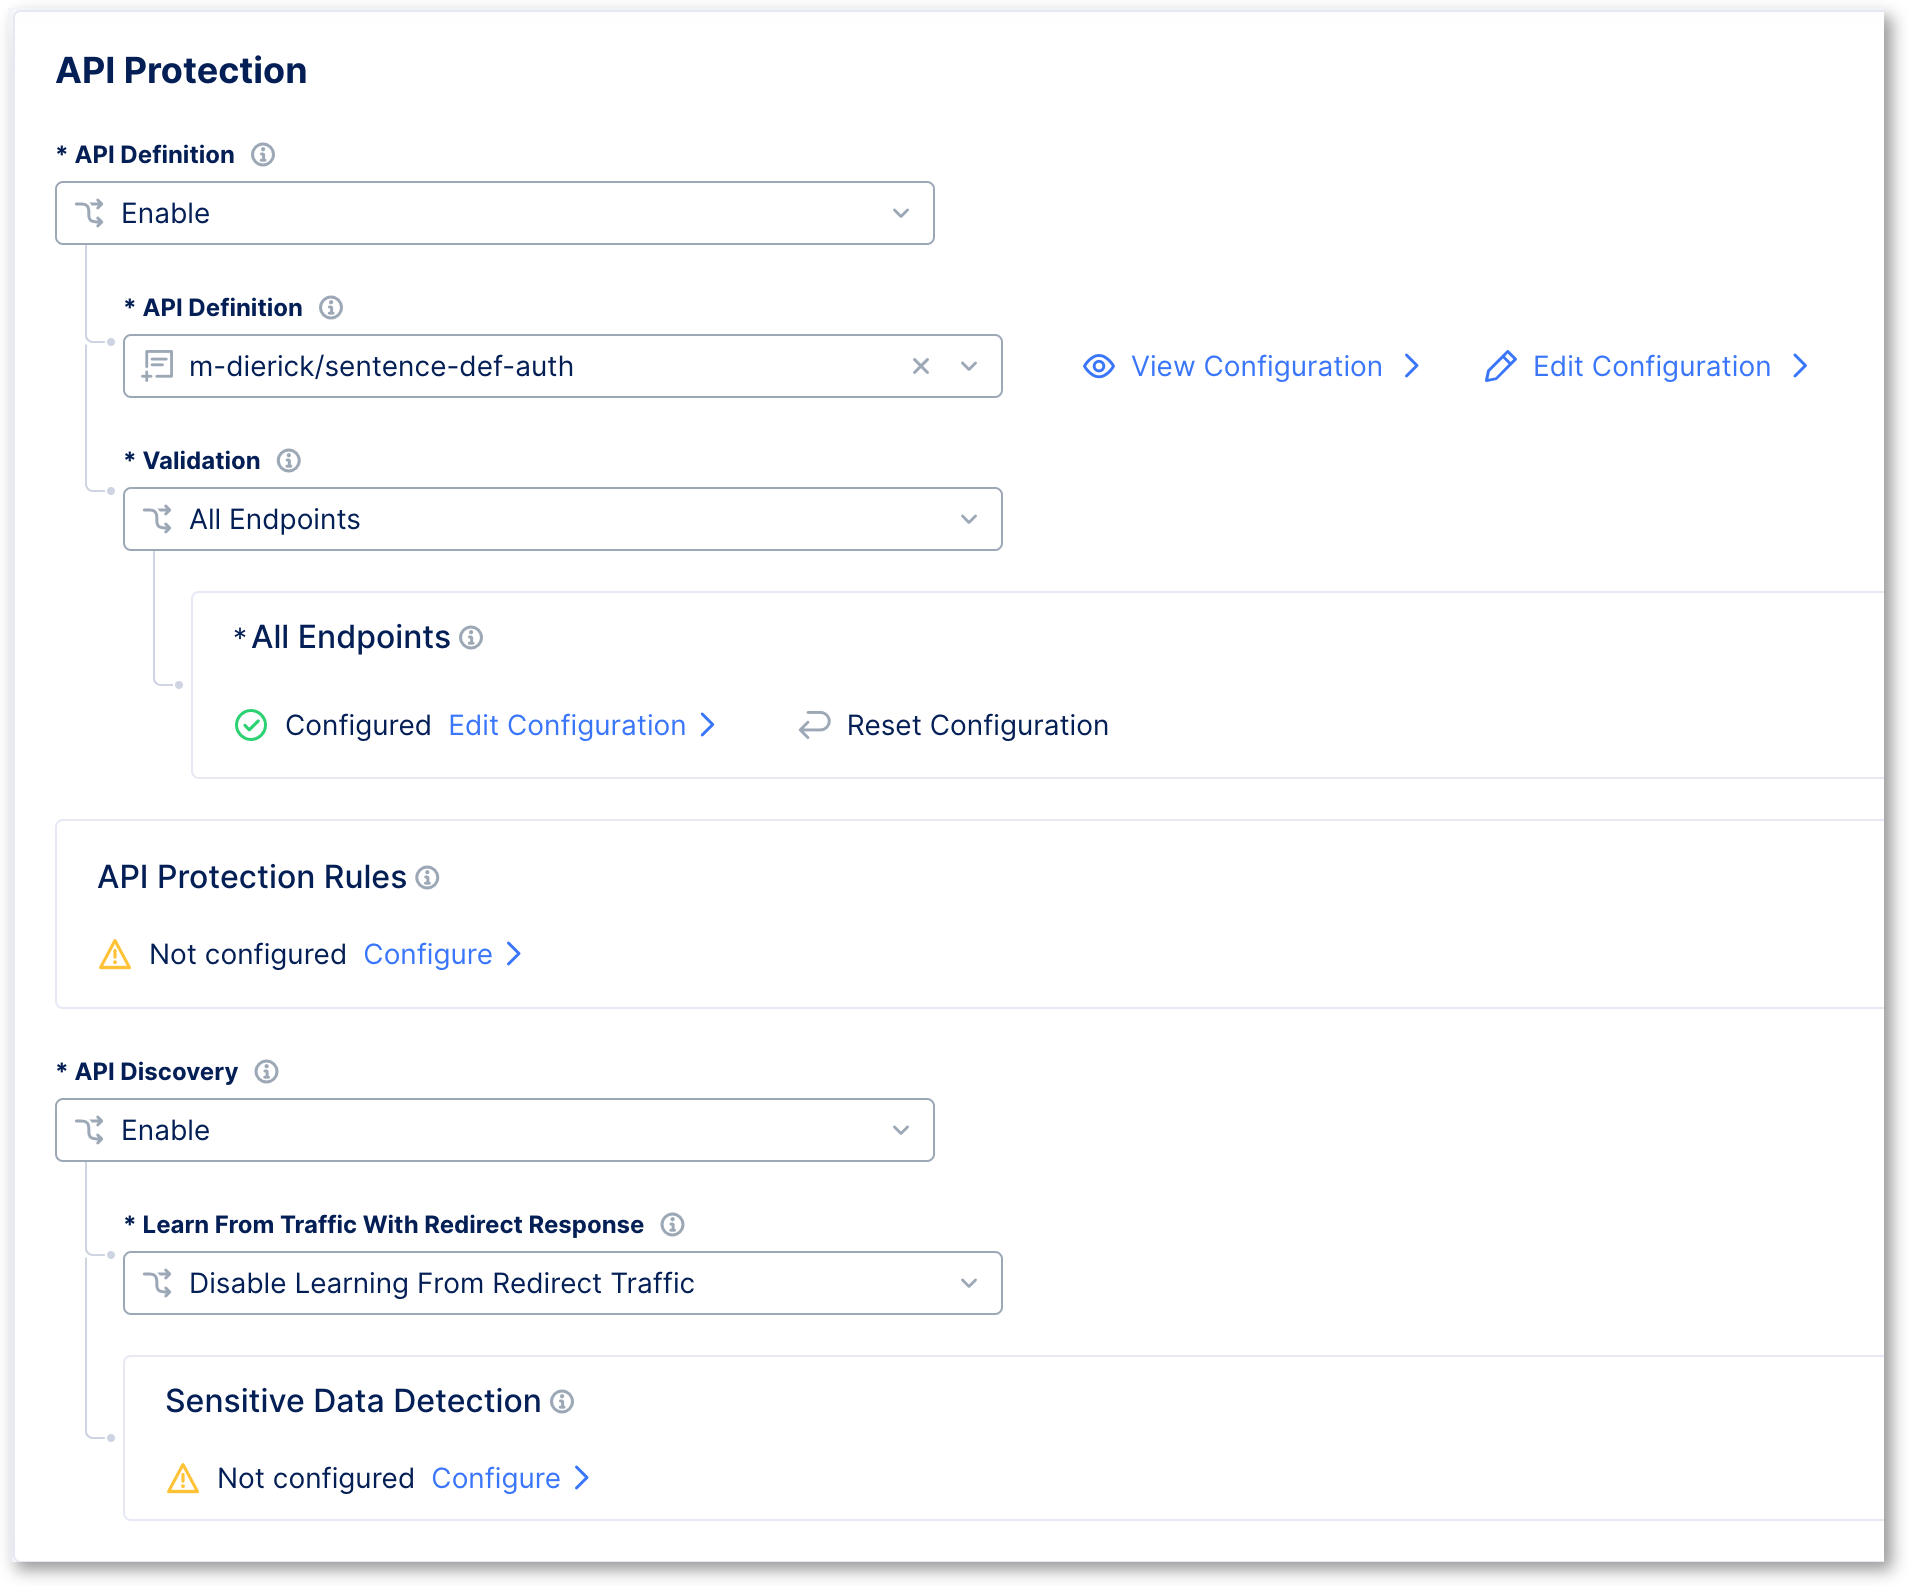 API Protection
* API Definition
Enable
* API Definition
m-dierick/sentence-def-auth
View Configuration
Edit Configuration
* Validation
All Endpoints
* All Endpoints
Configured Edit Configuration
Reset Configuration
API Protection Rules
Not configured Configure
* API Discovery
Enable
* Learn From Traffic With Redirect Response
Disable Learning From Redirect Traffic
Sensitive Data Detection
Not configured Configure